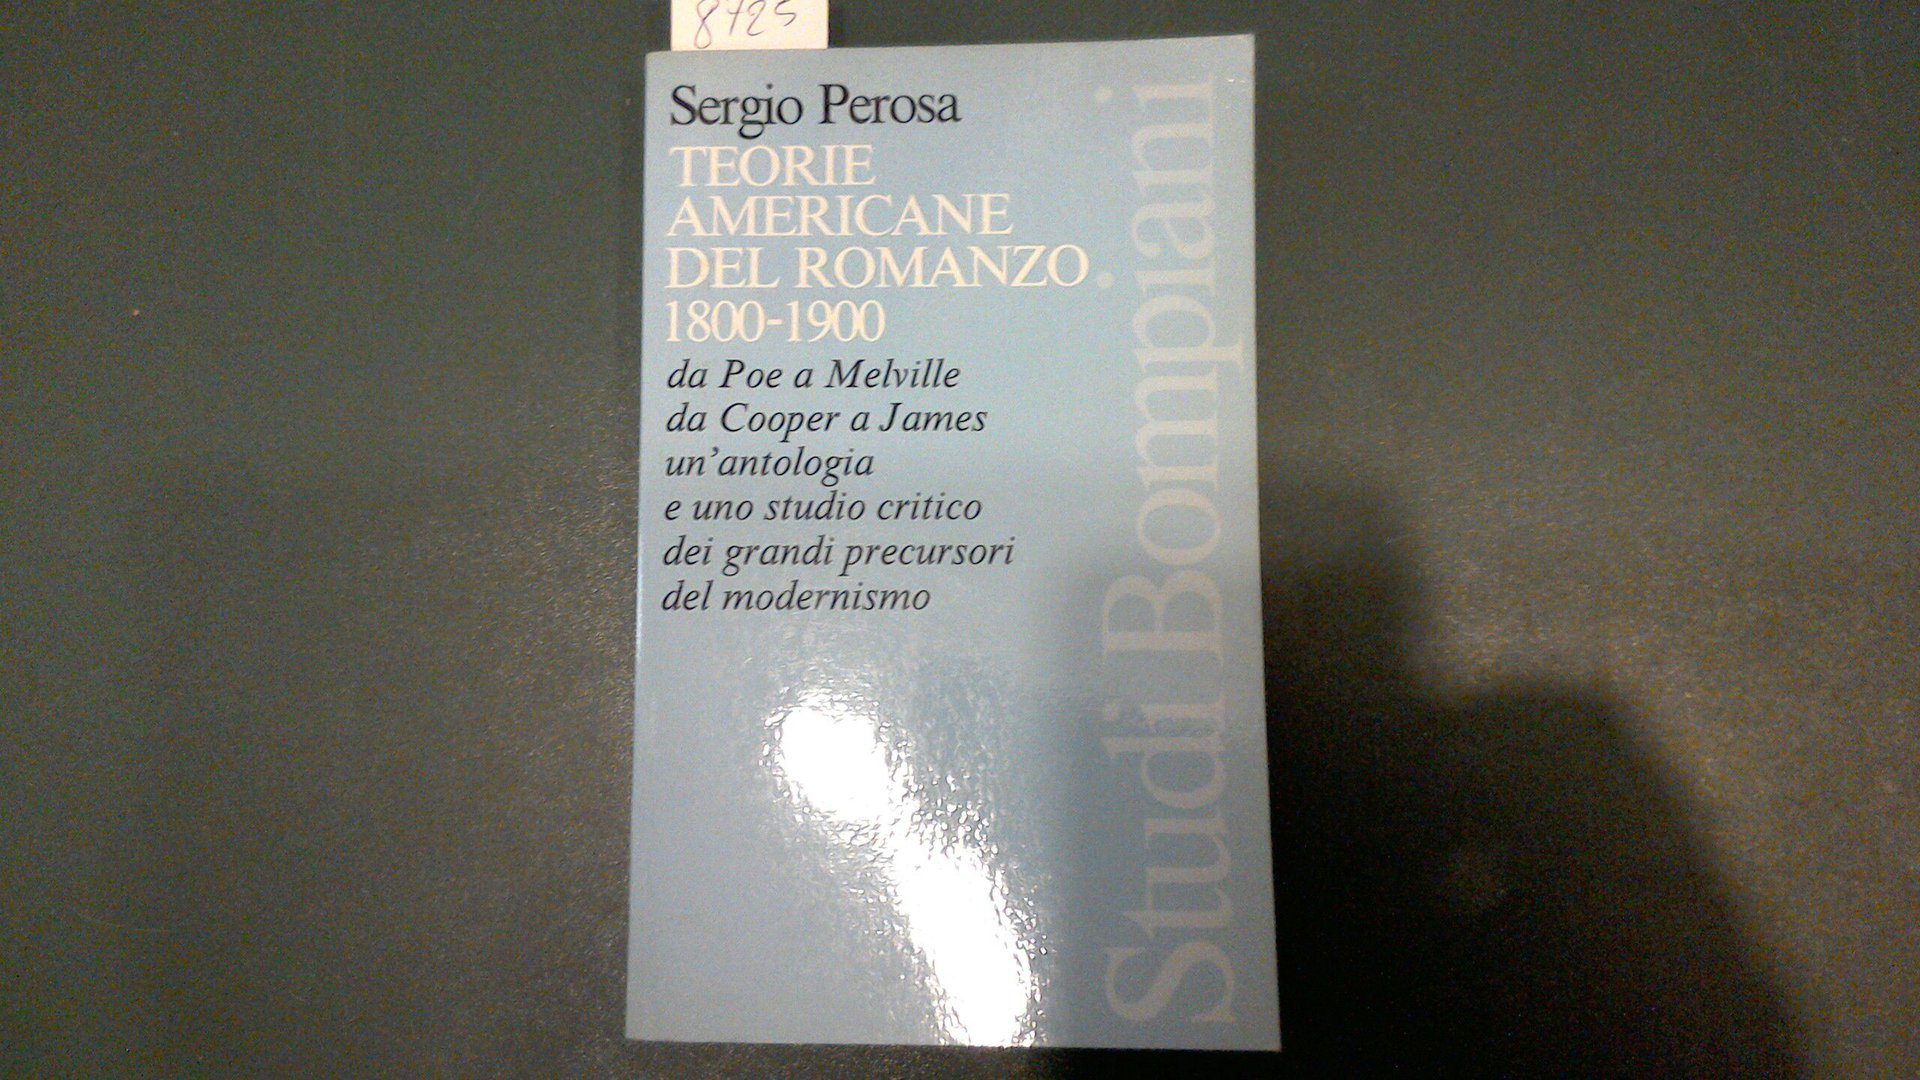 8725
Sergio Perosa
TEORIE
AMERICANE
DEL ROMANZO
1800-1900
da Poe a Melville
da Cooper a James
un'antologia
e uno studio critico
dei grandi precursori
del modernismo
Studi Bompiani